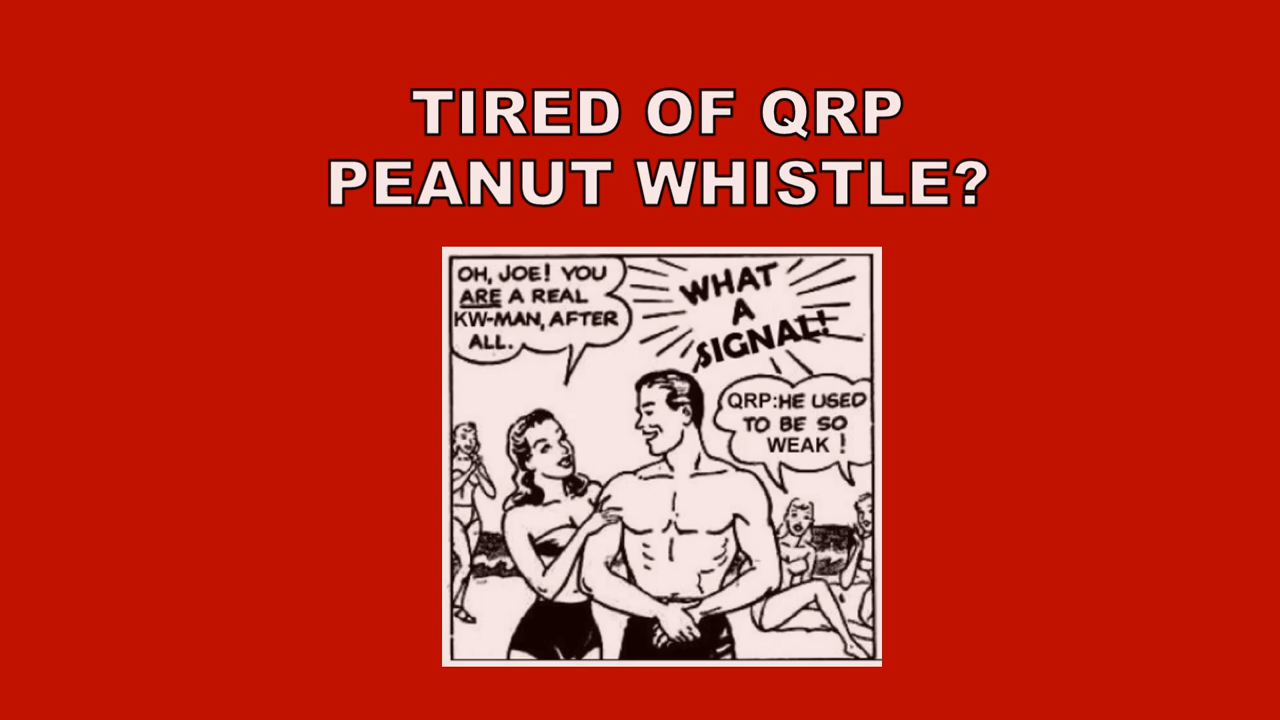 TIRED OF QRP
PEANUT WHISTLE?
OH, JOE! YOU
ARE A REAL
KW-MAN, AFTER
ALL.
WHAT
A
SIGNAL!
QRP:HE USED
TO BE SO
WEAK !